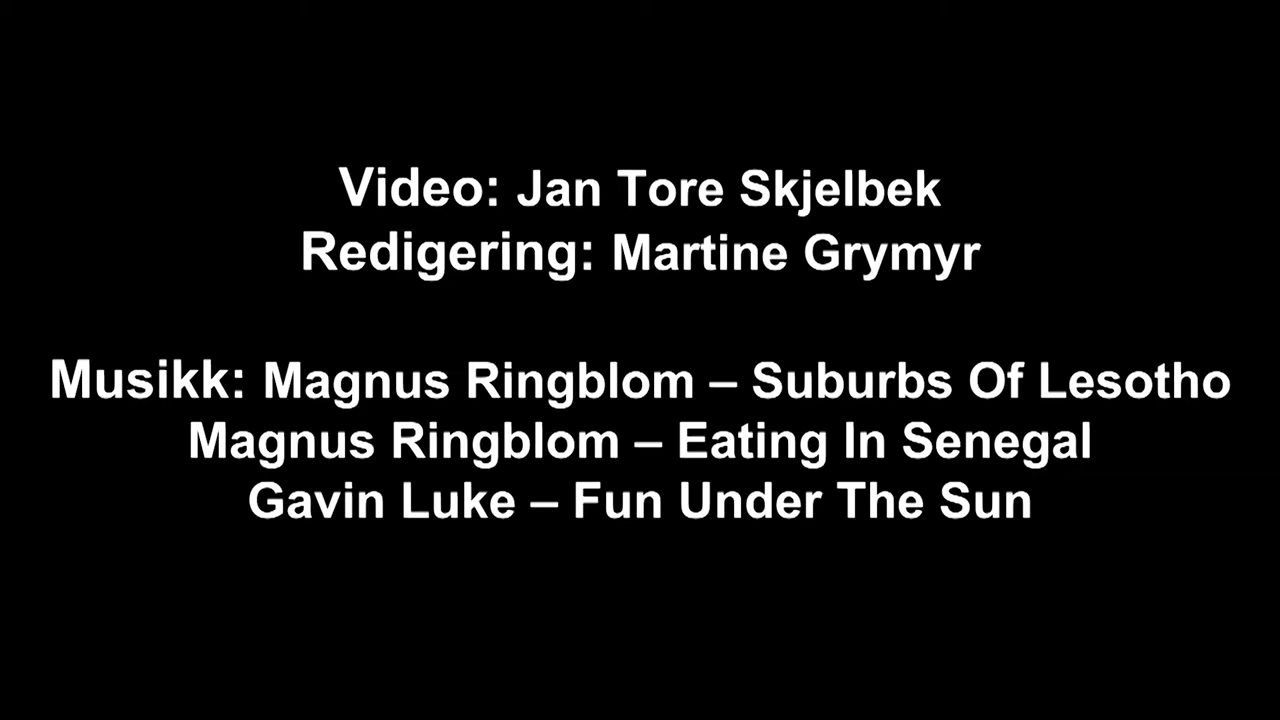 Video: Jan Tore Skjelbek
Redigering: Martine Grymyr
Musikk: Magnus Ringblom – Suburbs Of Lesotho
Magnus Ringblom – Eating In Senegal
Gavin Luke – Fun Under The Sun